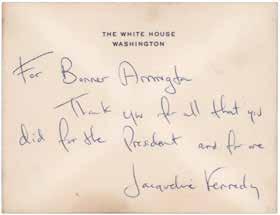 THE WHITE HOUSE
WASHINGTON
For Bonner Arrington
Thank you for all that you
did for the President and for me
Jacqueline Kennedy